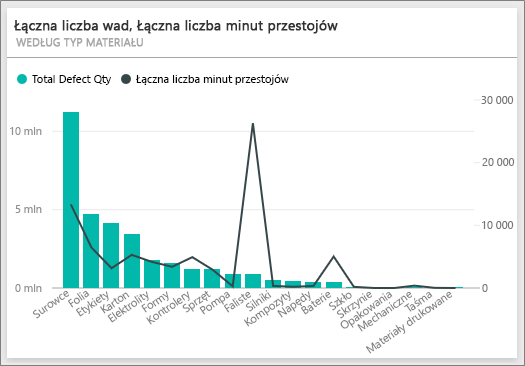 Łączna liczba wad, Łączna liczba minut przestojów
WEDŁUG TYP MATERIAŁU
Total Defect Qty
Łączna liczba minut przestojów
10 mln
5 mln
0 mln
30 000
20 000
10 000
0
Surowce
Folia
Etykiety
Karton
Elektrolity
Formy
Kontrolery
Sprzęt
Pompa
Faliste
Silniki
Kompozyty
Napędy
Baterie
Szkło
Skrzynie
Opakowania
Mechaniczne
Taśma
Materiały drukowane